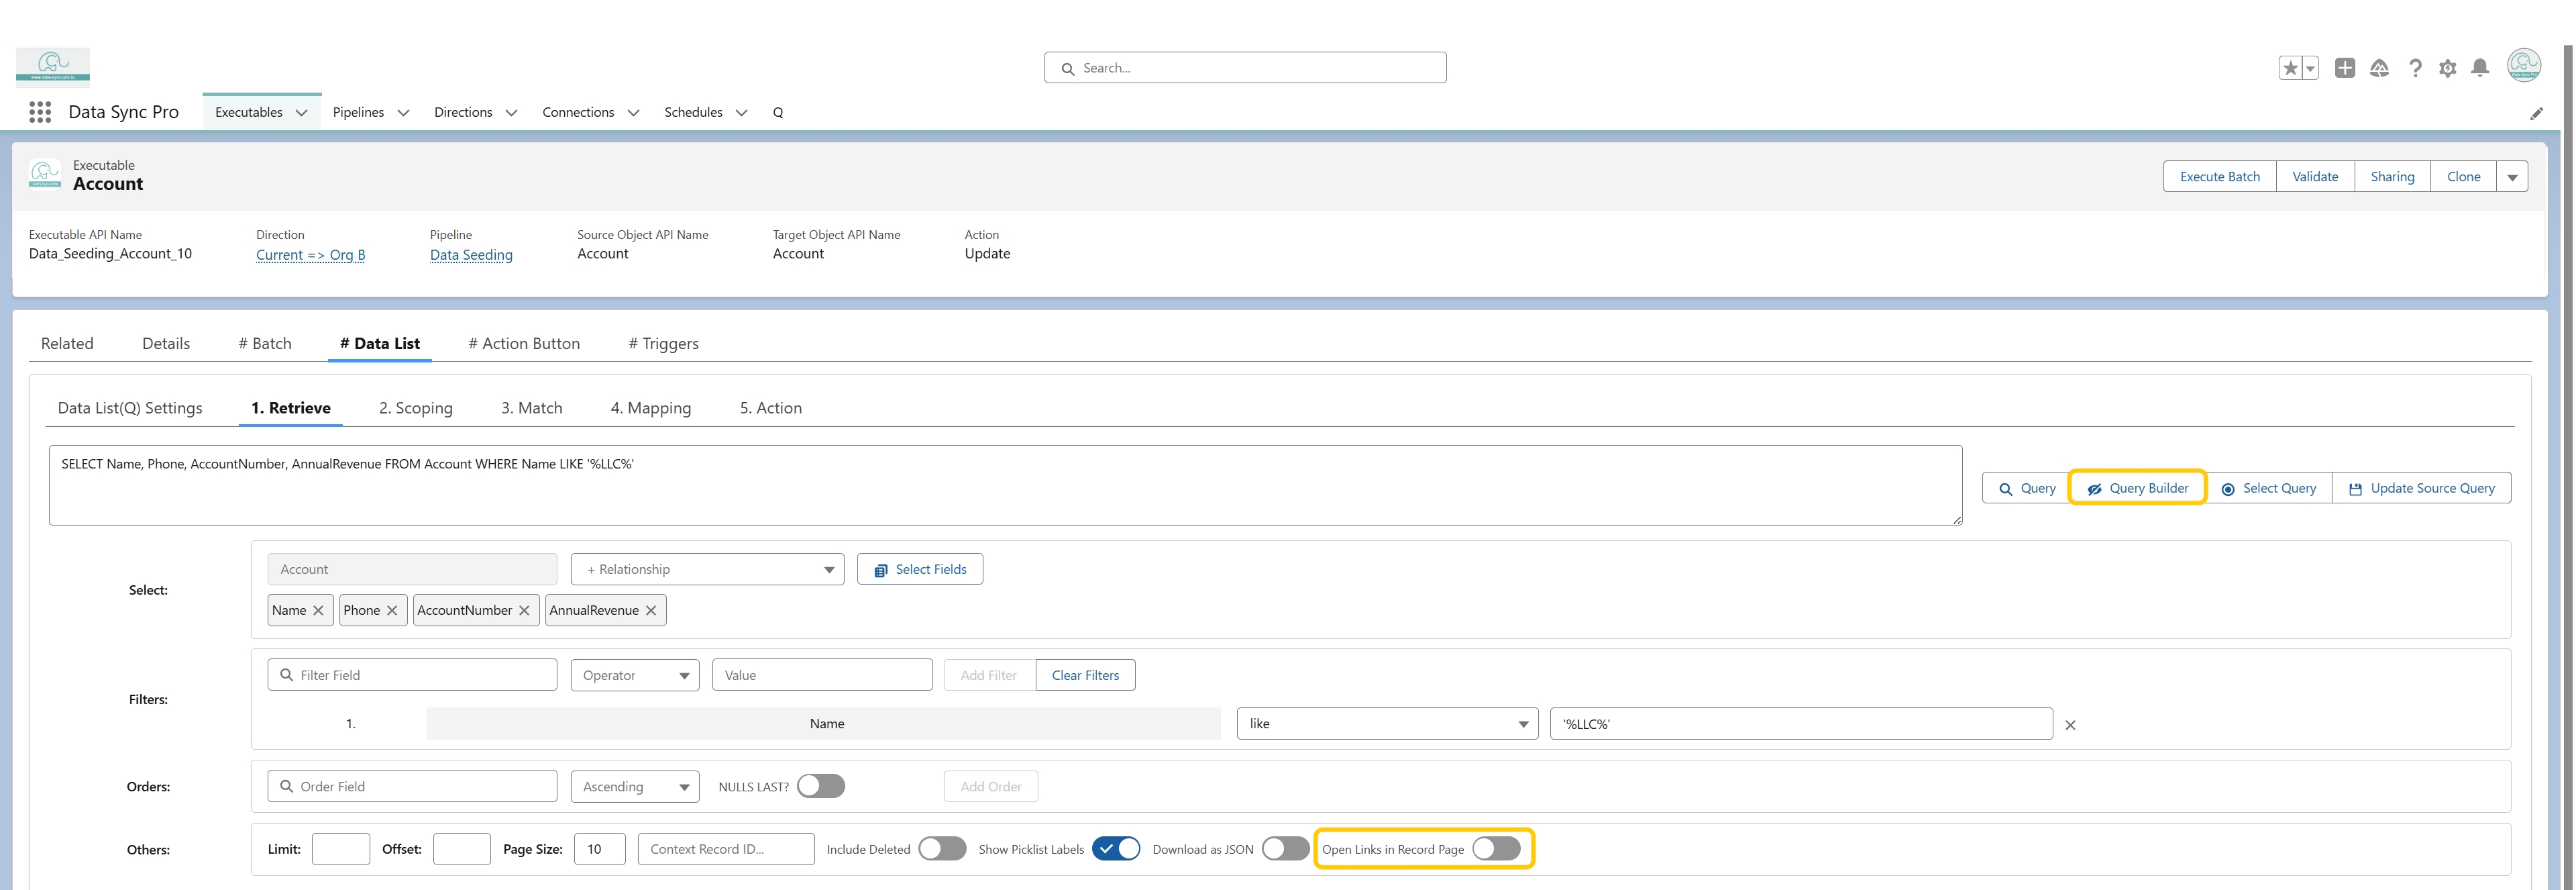 www.data-sync-pro.io
Search...
Data Sync Pro
Executables
Pipelines
Directions
Connections
Schedules
Q
Executable
Account
Execute Batch
Validate
Sharing
Clone
Executable API Name
Direction
Pipeline
Source Object API Name
Target Object API Name
Action
Data_Seeding_Account_10
Current => Org B
Data Seeding
Account
Account
Update
Related
Details
# Batch
# Data List
# Action Button
# Triggers
Data List(Q) Settings
1. Retrieve
2. Scoping
3. Match
4. Mapping
5. Action
SELECT Name, Phone, AccountNumber, AnnualRevenue FROM Account WHERE Name LIKE '%LLC%'
Query
Query Builder
Select Query
Update Source Query
Select:
Account
+ Relationship
Select Fields
Name
Phone
AccountNumber
AnnualRevenue
Filters:
Filter Field
Operator
Value
Add Filter
Clear Filters
1.
Name
like
'%LLC%'
Orders:
Order Field
Ascending
NULLS LAST?
Add Order
Others:
Limit:
Offset:
Page Size:
10
Context Record ID...
Include Deleted
Show Picklist Labels
Download as JSON
Open Links in Record Page